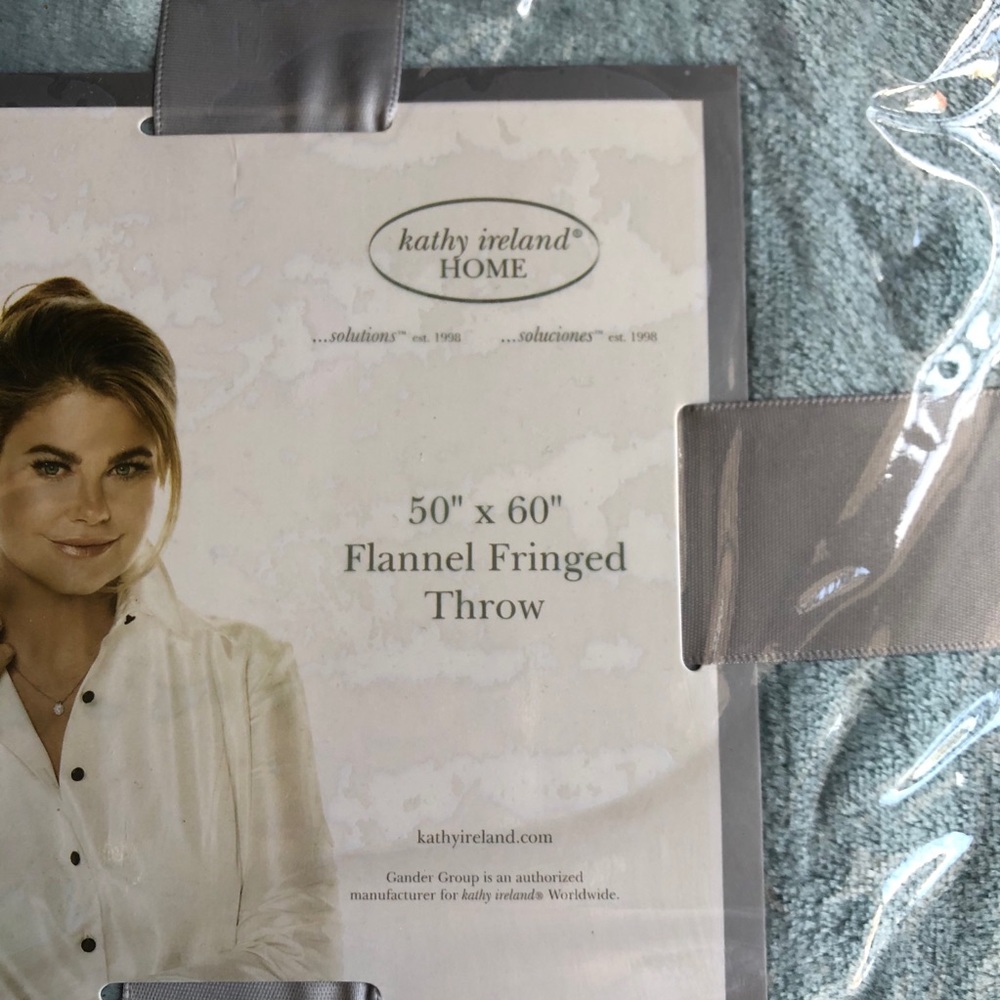 kathy ireland®
HOME
...solutions™ est. 1998 ...soluciones™ est. 1998
50" x 60"
Flannel Fringed
Throw
kathyireland.com
Gander Group is an authorized
manufacturer for kathy ireland® Worldwide.